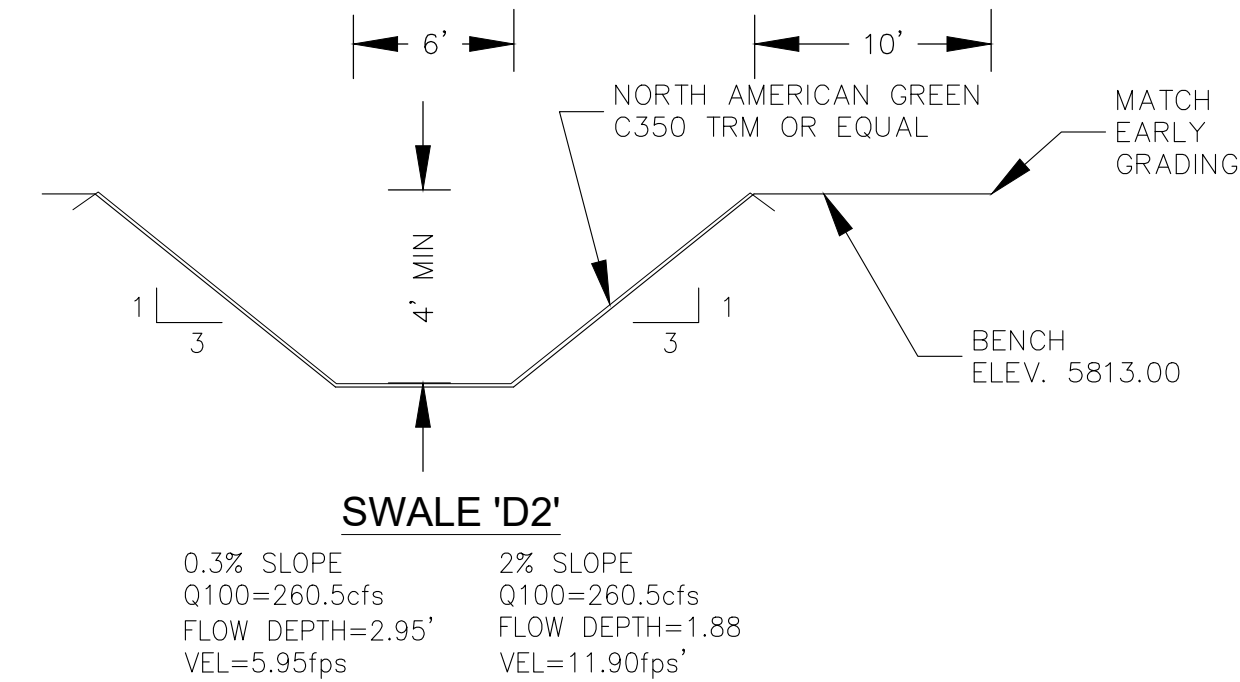 6'
10'
NORTH AMERICAN GREEN
C350 TRM OR EQUAL
MATCH
EARLY
GRADING
4' MIN
1
3
1
3
BENCH
ELEV. 5813.00
SWALE 'D2'
0.3% SLOPE
Q100=260.5cfs
FLOW DEPTH=2.95'
VEL=5.95fps
2% SLOPE
Q100=260.5cfs
FLOW DEPTH=1.88
VEL=11.90fps'